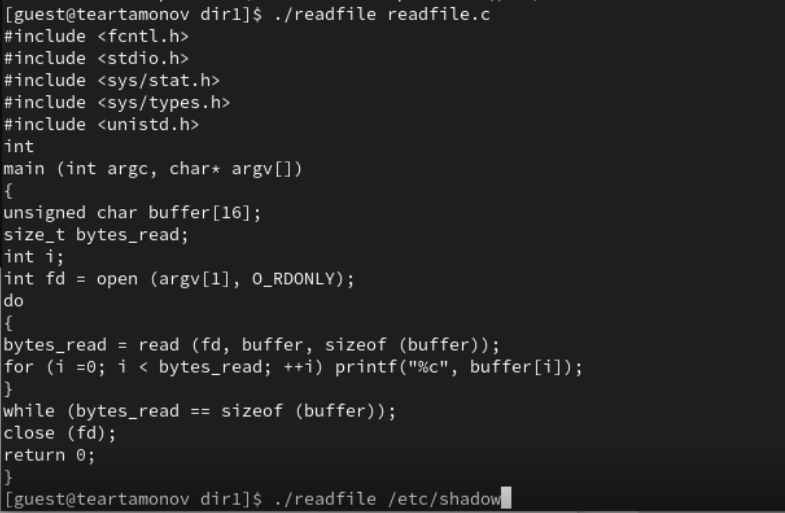 [guest@teartamonov dir1]$ ./readfile readfile.c
#include <fcntl.h>
#include <stdio.h>
#include <sys/stat.h>
#include <sys/types.h>
#include <unistd.h>
int
main (int argc, char* argv[])
{
unsigned char buffer[16];
size_t bytes_read;
int i;
int fd = open (argv[1], O_RDONLY);
do
{
bytes_read = read (fd, buffer, sizeof (buffer));
for (i =0; i < bytes_read; ++i) printf("%c", buffer[i]);
}
while (bytes_read == sizeof (buffer));
close (fd);
return 0;
}
[guest@teartamonov dir1]$ ./readfile /etc/shadow